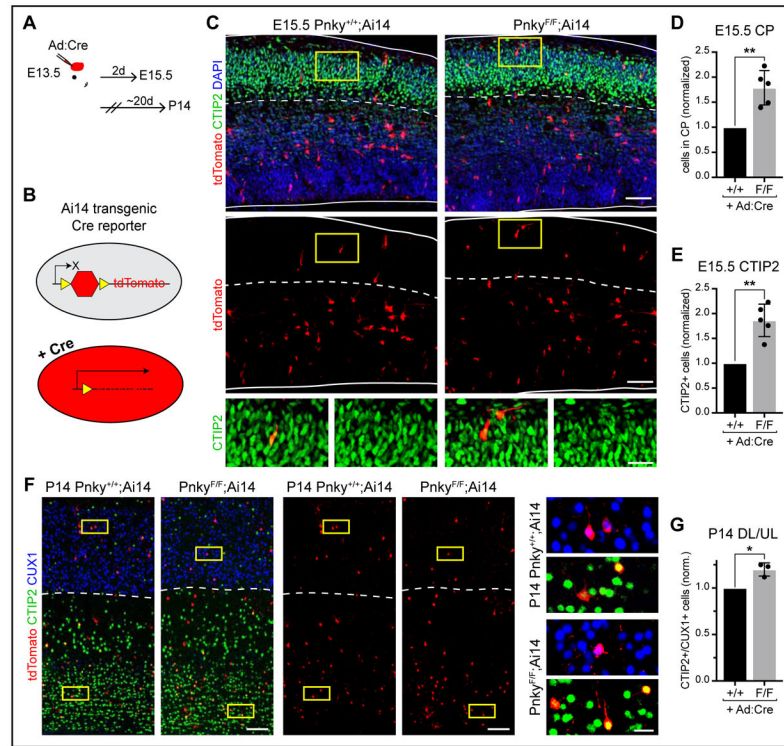 A
Ad:Cre
E13.5
2d
E15.5
~20d
P14
B
Ai14 transgenic
Cre reporter
X
tdTomato
+ Cre
C
E15.5 Pnky+/+;Ai14
PnkyF/F;Ai14
tdTomato CTIP2 DAPI
tdTomato
CTIP2
D
E15.5 CP
**
cells in CP (normalized)
2.5
2.0
1.5
1.0
0.5
0.0
+/+ F/F
+ Ad:Cre
E
E15.5 CTIP2
**
CTIP2+ cells (normalized)
2.5
2.0
1.5
1.0
0.5
0.0
+/+ F/F
+ Ad:Cre
F
P14 Pnky+/+;Ai14
PnkyF/F;Ai14
P14 Pnky+/+;Ai14
PnkyF/F;Ai14
tdTomato CTIP2 CUX1
P14 Pnky+/+;Ai14
PnkyF/F;Ai14
G
P14 DL/UL
*
CTIP2+/CUX1+ cells (norm.)
1.0
0.5
0.0
+/+ F/F
+ Ad:Cre